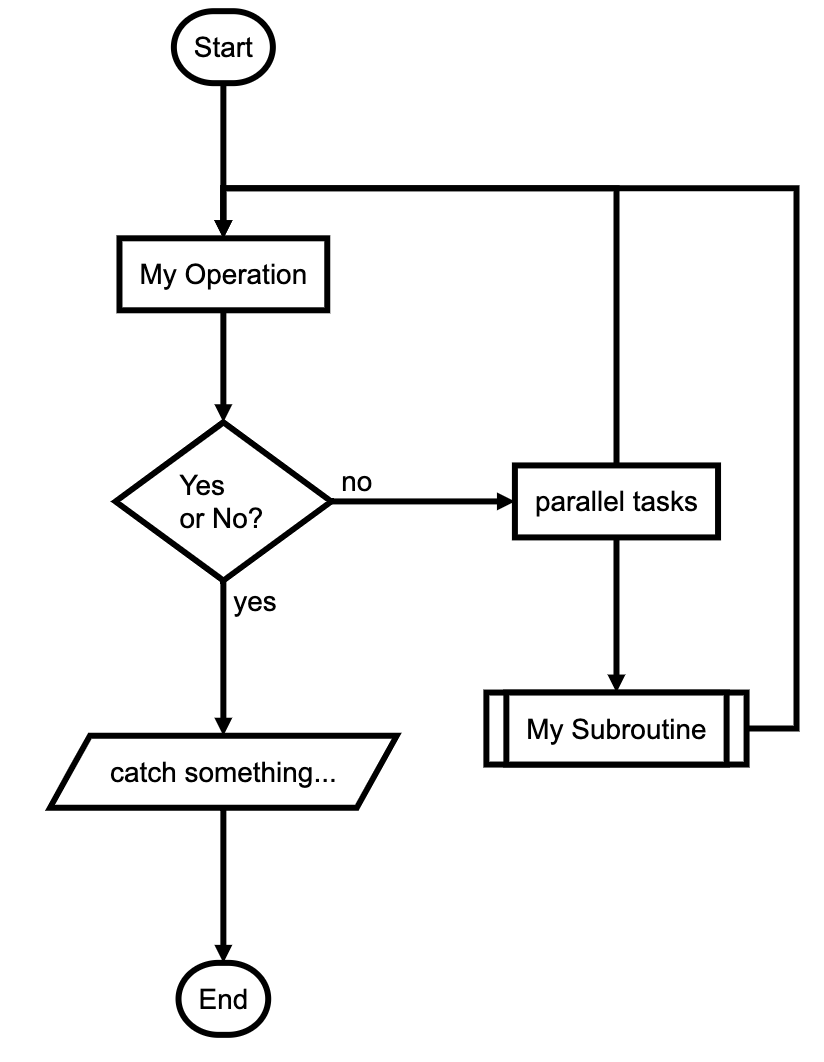 Start
My Operation
Yes
or No?
no
parallel tasks
yes
My Subroutine
catch something...
End